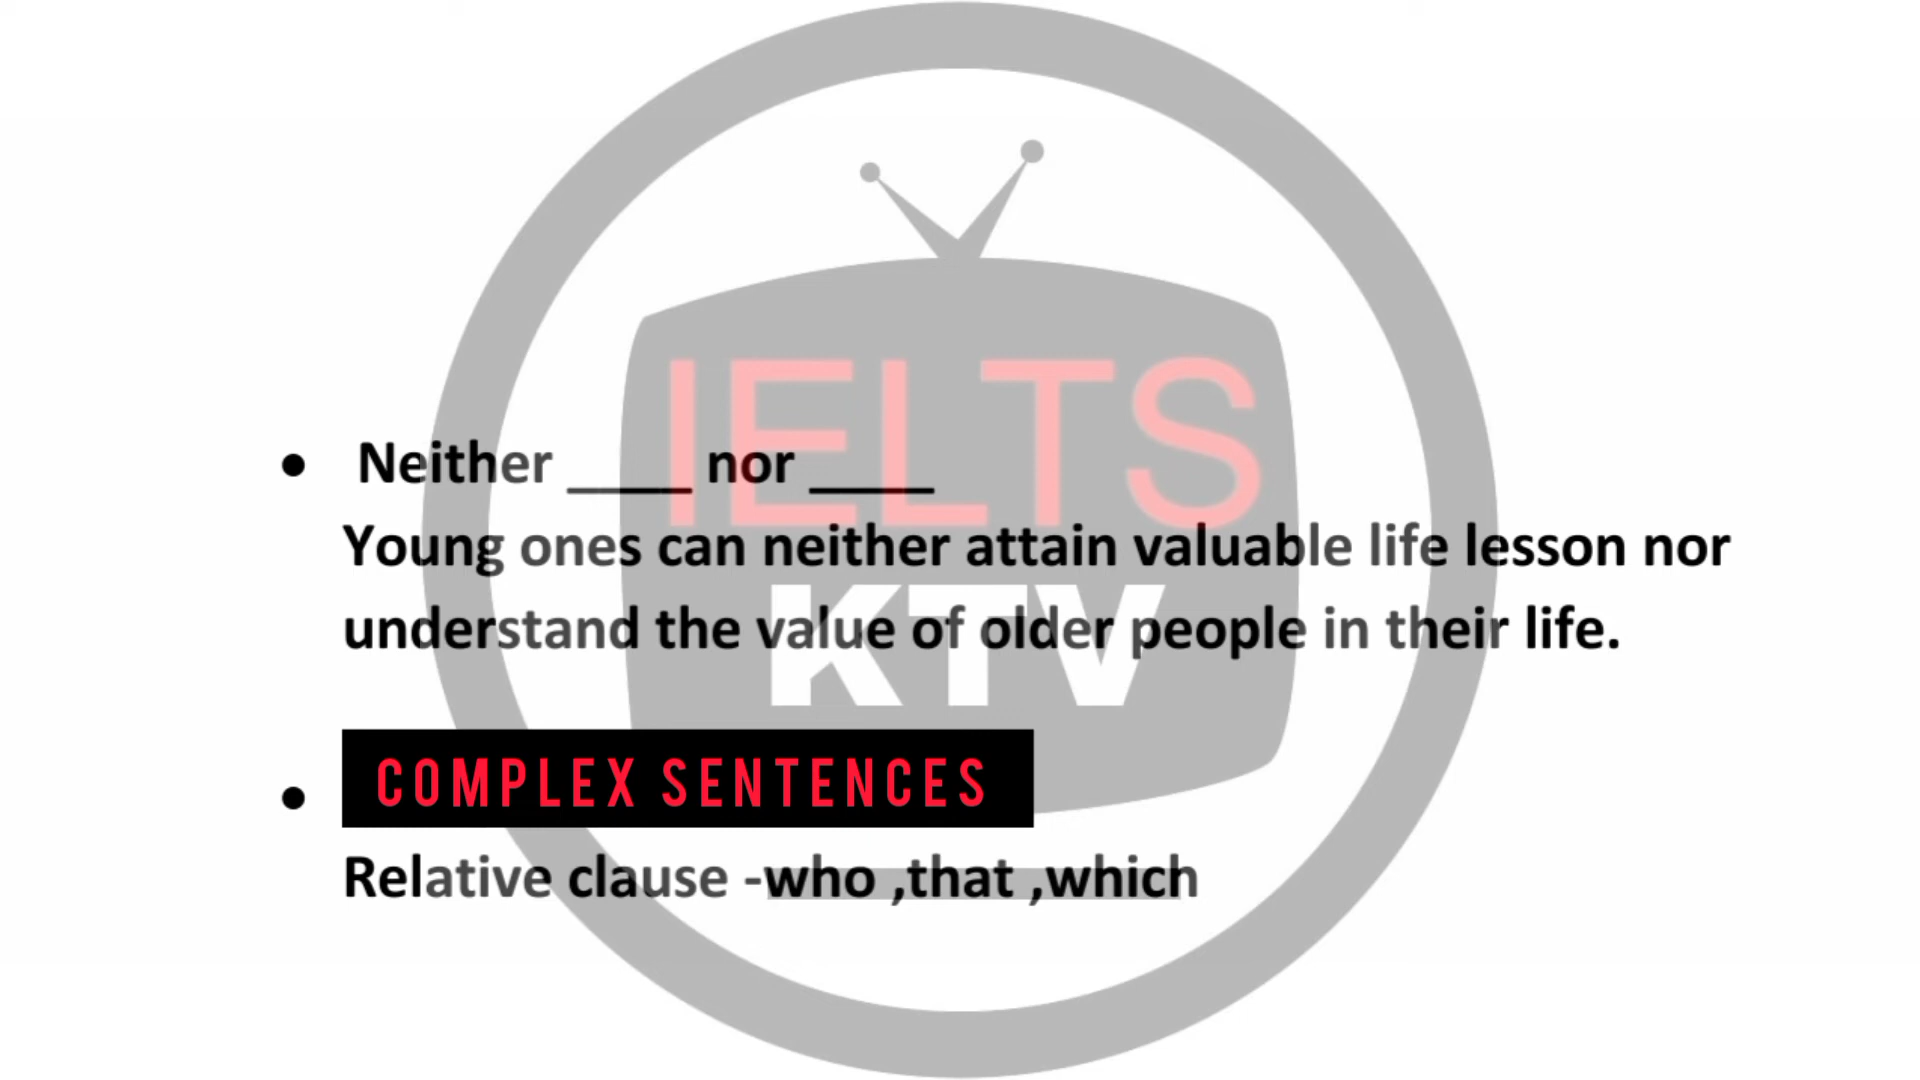 IELTS
KTV
• Neither ____ nor ____
Young ones can neither attain valuable life lesson nor
understand the value of older people in their life.
• COMPLEX SENTENCES
Relative clause -who ,that ,which